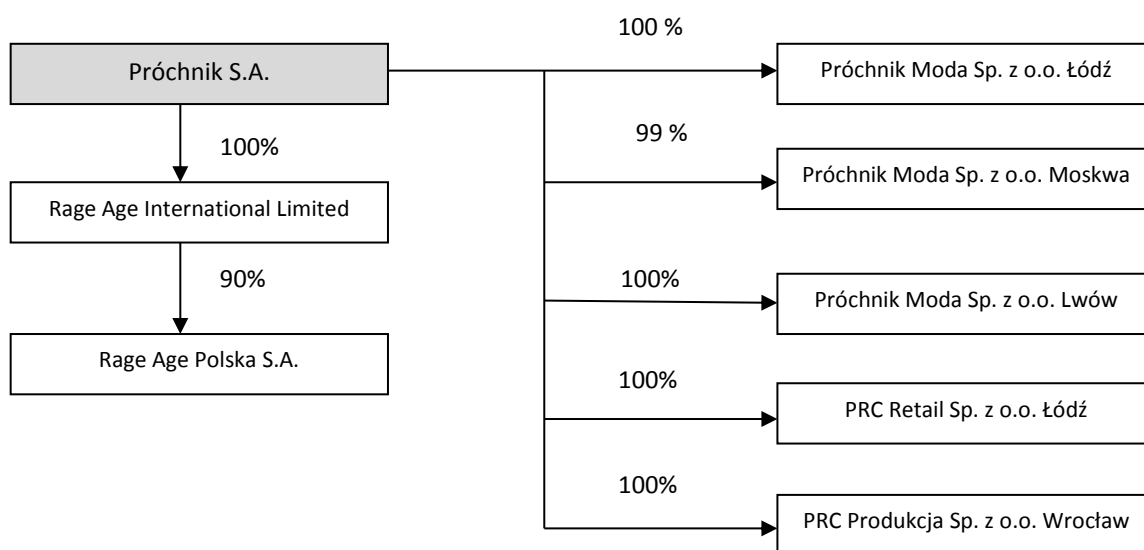 100 %
Próchnik S.A.
Próchnik Moda Sp. z o.o. Łódź
100%
99 %
Próchnik Moda Sp. z o.o. Moskwa
Rage Age International Limited
90%
100%
Próchnik Moda Sp. z o.o. Lwów
Rage Age Polska S.A.
100%
PRC Retail Sp. z o.o. Łódź
100%
PRC Produkcja Sp. z o.o. Wrocław